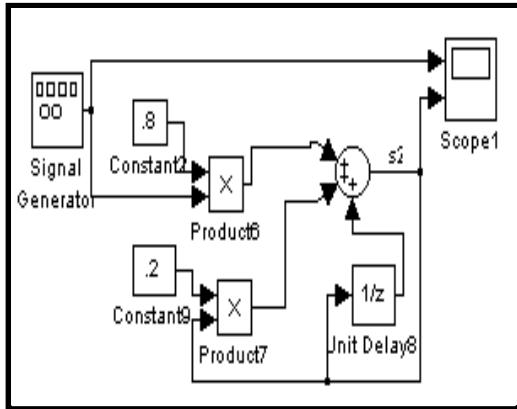 .8
Signal
Generator
Constant2
X
Product6
+
+
+
s2
Scope1
.2
Constant9
X
Product7
1/z
Unit Delay8